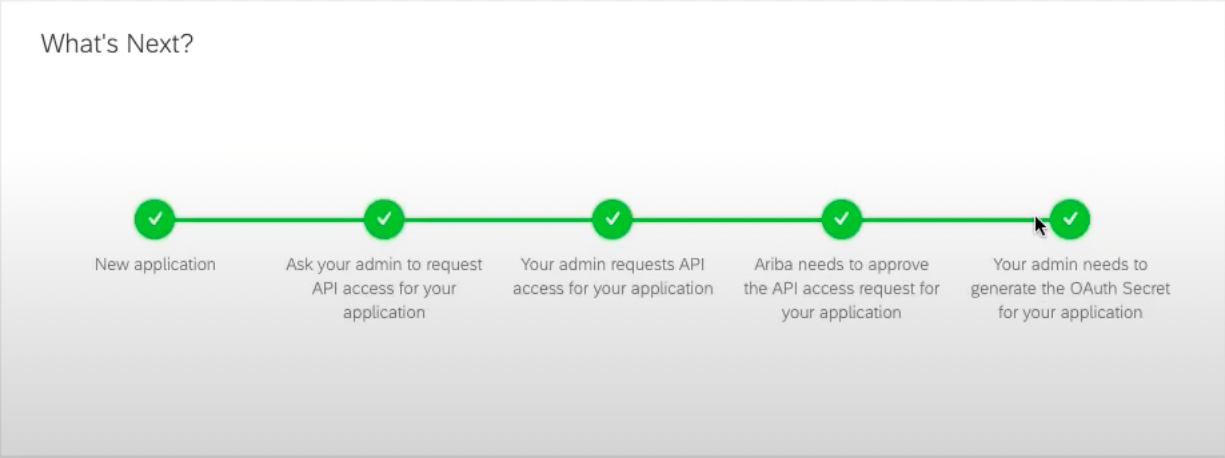 What's Next?
New application
Ask your admin to request
API access for your
application
Your admin requests API
access for your application
Ariba needs to approve
the API access request for
your application
Your admin needs to
generate the OAuth Secret
for your application